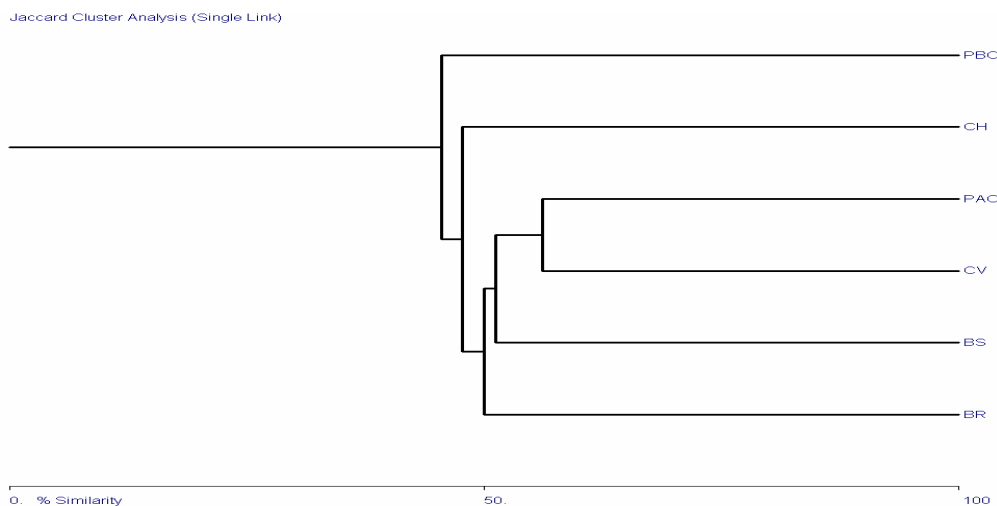 Jaccard Cluster Analysis (Single Link)
PBC
CH
PAC
CV
BS
BR
0. % Similarity 50. 100